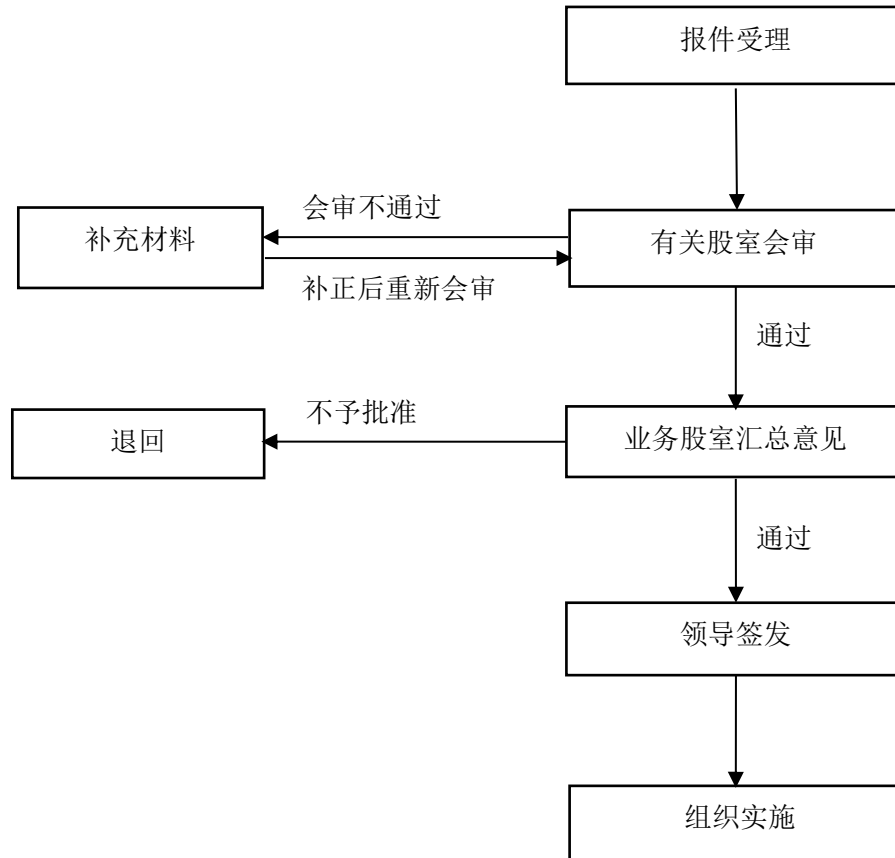 报件受理
会审不通过
补充材料
有关股室会审
补正后重新会审
通过
不予批准
退回
业务股室汇总意见
通过
领导签发
组织实施